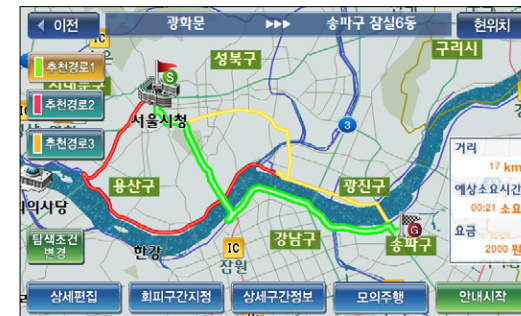 이전
광화문 ▶▶▶ 송파구 잠실6동
현위치
IC
추천경로1
성북구
구리시
추천경로2
서울시청
S
3
추천경로3
거리
17 km
용산구
광진구
예상소요시간
00:21 소요
의사당
요금
2000 원
탐색조건
변경
한강
IC
잠원
강남구
송파구
G
상세편집
회피구간지정
상세구간정보
모의주행
안내시작